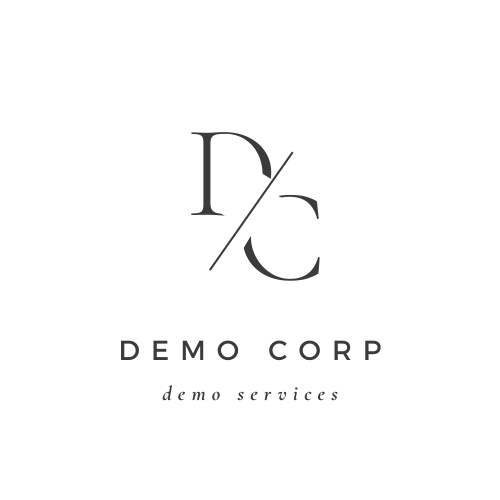 D/C
DEMO CORP
demo services